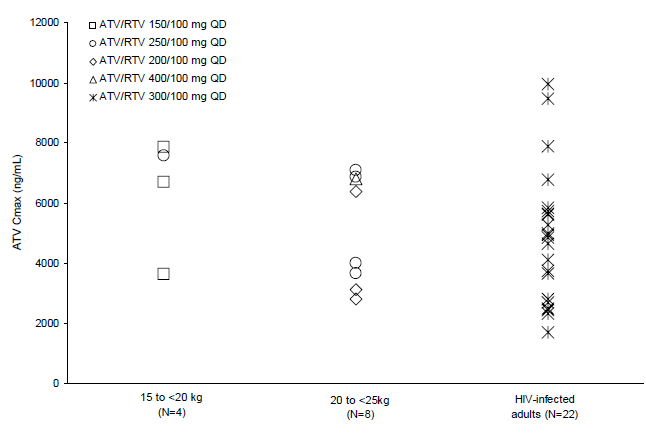 ATV/RTV 150/100 mg QD
ATV/RTV 250/100 mg QD
ATV/RTV 200/100 mg QD
ATV/RTV 400/100 mg QD
ATV/RTV 300/100 mg QD
ATV Cmax (ng/mL)
12000
10000
8000
6000
4000
2000
0
15 to <20 kg
(N=4)
20 to <25kg
(N=8)
HIV-infected
adults (N=22)